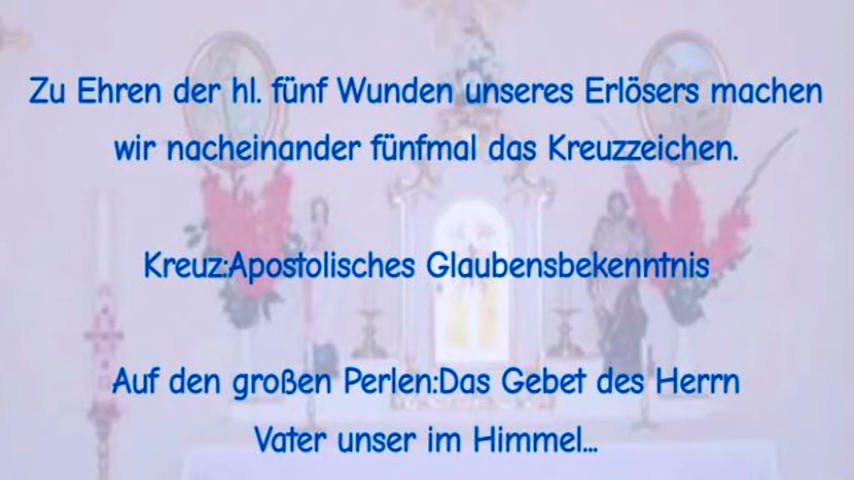 Zu Ehren der hl. fünf Wunden unseres Erlösers machen
wir nacheinander fünfmal das Kreuzzeichen.
Kreuz:Apostolisches Glaubensbekenntnis
Auf den großen Perlen:Das Gebet des Herrn
Vater unser im Himmel...